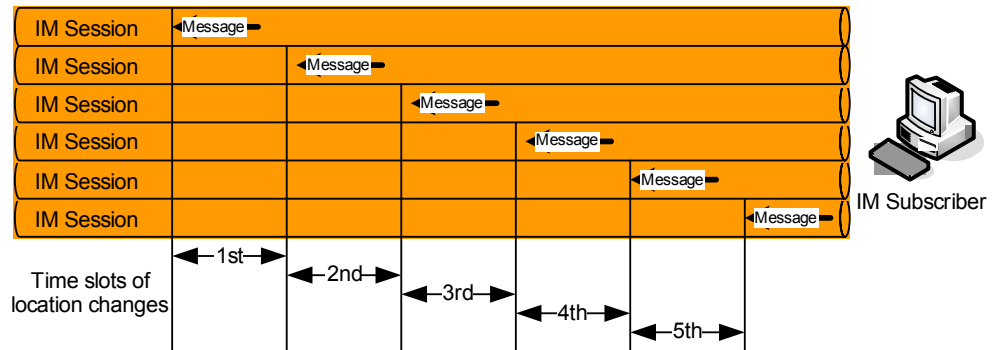 IM Session Message
IM Session Message
IM Session Message
IM Session Message
IM Session Message
IM Session Message
IM Subscriber
Time slots of
location changes
1st
2nd
3rd
4th
5th